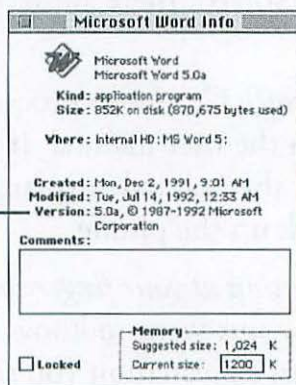 Microsoft Word Info
Microsoft Word
Microsoft Word 5.0a
Kind: application program
Size: 852K on disk (870,675 bytes used)
Where: Internal HD: MS Word 5:
Created: Mon, Dec 2, 1991, 9:01 AM
Modified: Tue, Jul 14, 1992, 12:33 AM
Version: 5.0a, © 1987-1992 Microsoft
Corporation
Comments:
Memory
Suggested size: 1,024 K
Locked
Current size: 1200 K